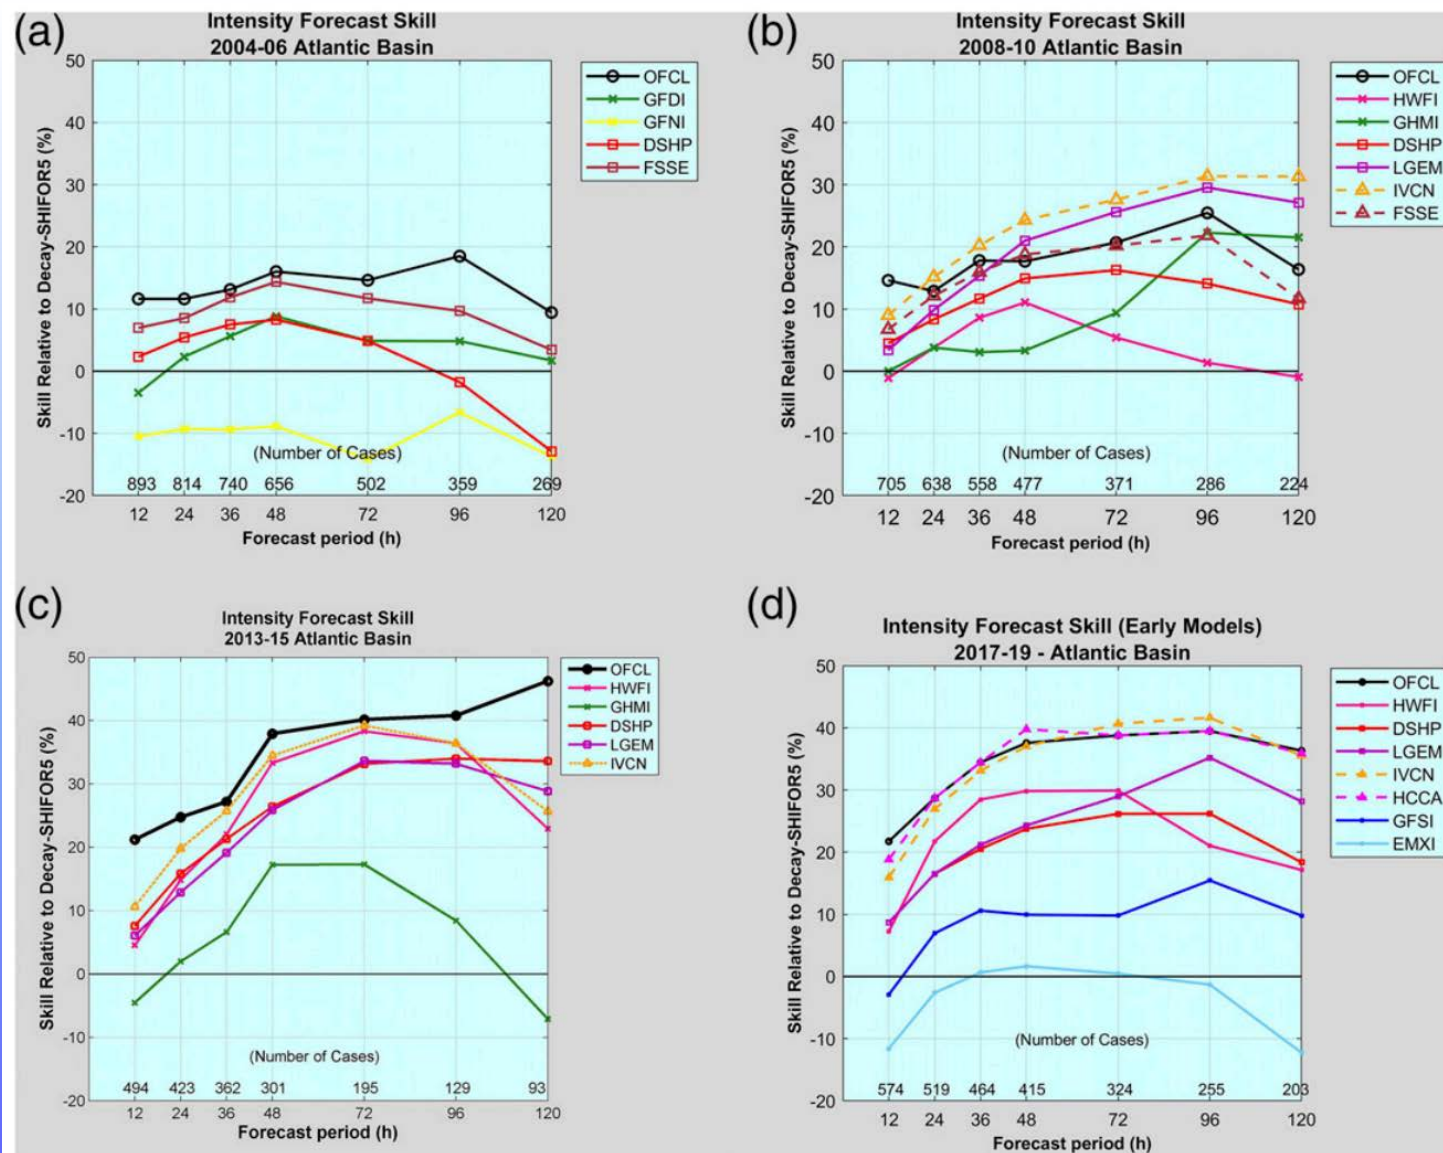 (a)
Intensity Forecast Skill
2004-06 Atlantic Basin
Skill Relative to Decay-SHIFOR5 (%)
50
40
30
20
10
0
-10
-20
OFCL
GFDI
GFNI
DSHP
FSSE
(Number of Cases)
893 814 740 656 502 359 269
12 24 36 48 72 96 120
Forecast period (h)
(b)
Intensity Forecast Skill
2008-10 Atlantic Basin
Skill Relative to Decay-SHIFOR5 (%)
50
40
30
20
10
0
-10
-20
OFCL
HWFI
GHMI
DSHP
LGEM
IVCN
FSSE
(Number of Cases)
705 638 558 477 371 286 224
12 24 36 48 72 96 120
Forecast period (h)
(c)
Intensity Forecast Skill
2013-15 Atlantic Basin
Skill Relative to Decay-SHIFOR5 (%)
50
40
30
20
10
0
-10
-20
OFCL
HWFI
GHMI
DSHP
LGEM
IVCN
(Number of Cases)
494 423 362 301 195 129 93
12 24 36 48 72 96 120
Forecast period (h)
(d)
Intensity Forecast Skill (Early Models)
2017-19 - Atlantic Basin
Skill Relative to Decay-SHIFOR5 (%)
50
40
30
20
10
0
-10
-20
OFCL
HWFI
DSHP
LGEM
IVCN
HCCA
GFSI
EMXI
(Number of Cases)
574 519 464 415 324 255 203
12 24 36 48 72 96 120
Forecast period (h)